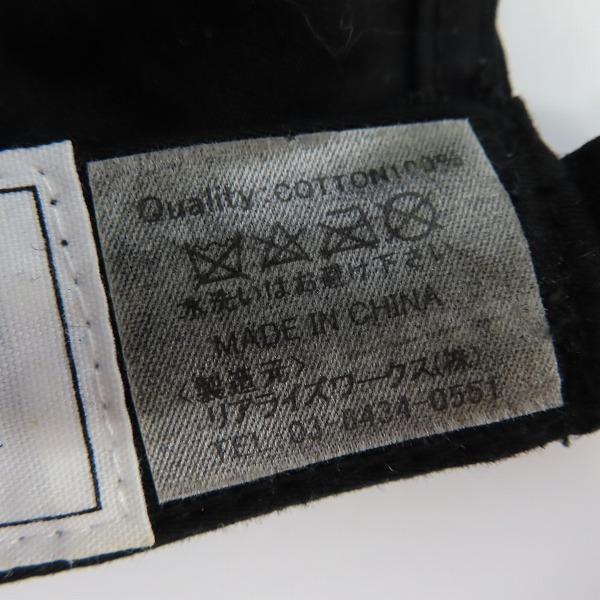 Quality:COTTON100%
水洗いはお避け下さい
MADE IN CHINA
〈製造元〉
リアライズワークス(株)
TEL 03-6434-0551